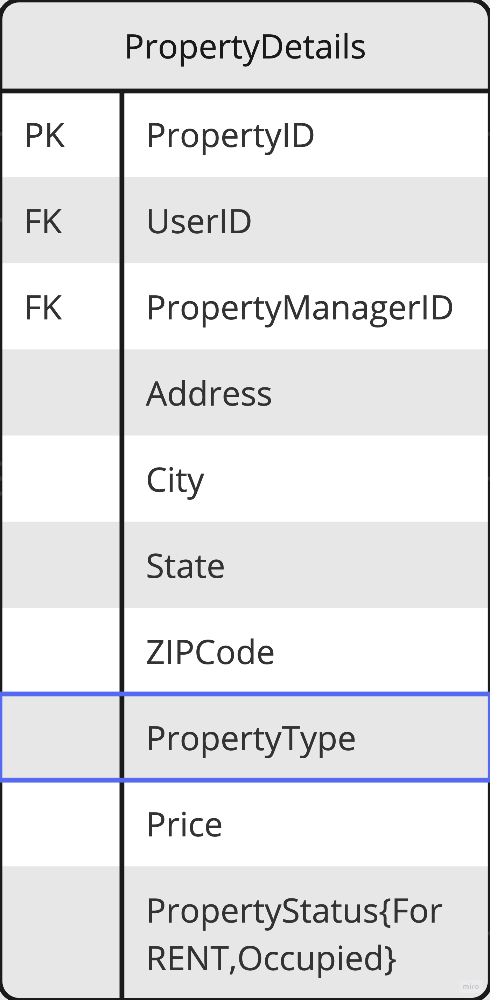 PropertyDetails
PK PropertyID
FK UserID
FK PropertyManagerID
Address
City
State
ZIPCode
PropertyType
Price
PropertyStatus{For
RENT,Occupied}
miro